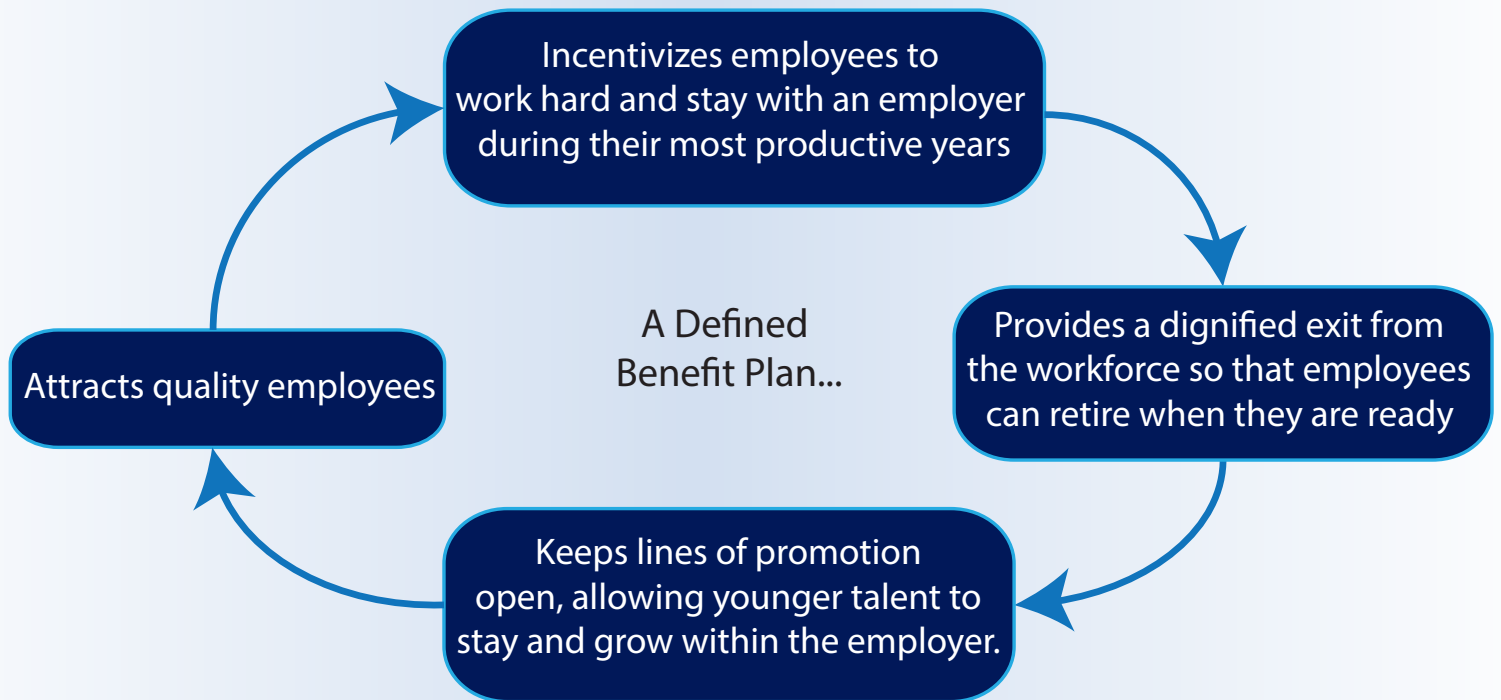 Incentivizes employees to
work hard and stay with an employer
during their most productive years
A Defined
Benefit Plan...
Provides a dignified exit from
the workforce so that employees
can retire when they are ready
Attracts quality employees
Keeps lines of promotion
open, allowing younger talent to
stay and grow within the employer.